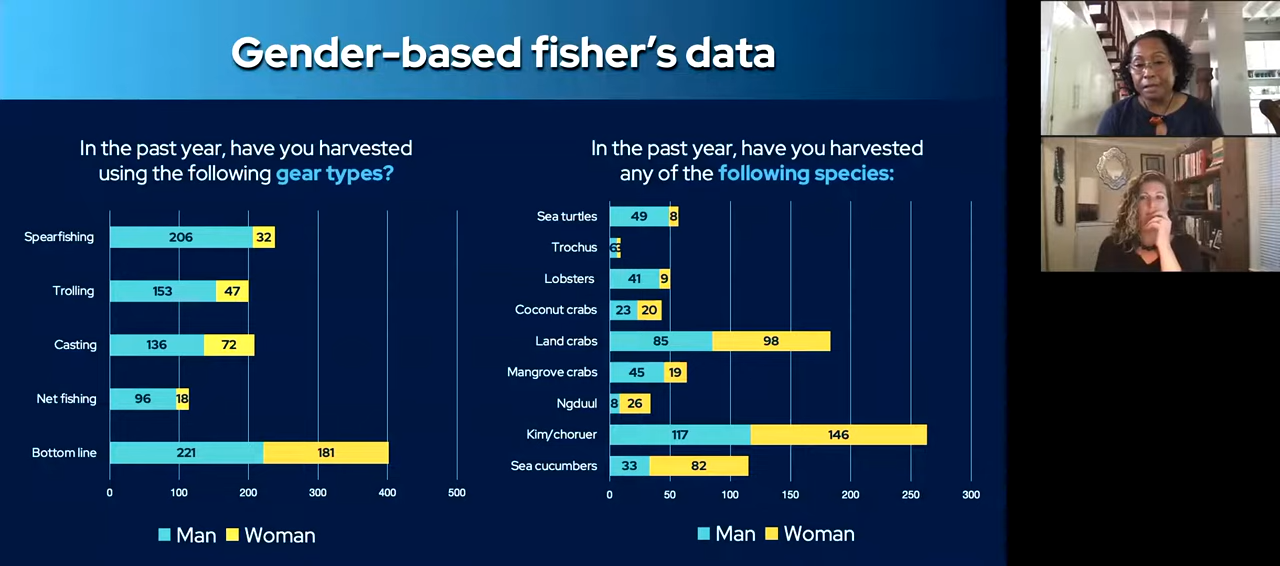 Gender-based fisher's data
In the past year, have you harvested
using the following gear types?
Spearfishing 206 32
Trolling 153 47
Casting 136 72
Net fishing 96 18
Bottom line 221 181
0 100 200 300 400 500
Man Woman
In the past year, have you harvested
any of the following species:
Sea turtles 49 8
Trochus 6 3
Lobsters 41 9
Coconut crabs 23 20
Land crabs 85 98
Mangrove crabs 45 19
Ngduul 8 26
Kim/choruer 117 146
Sea cucumbers 33 82
0 50 100 150 200 250 300
Man Woman